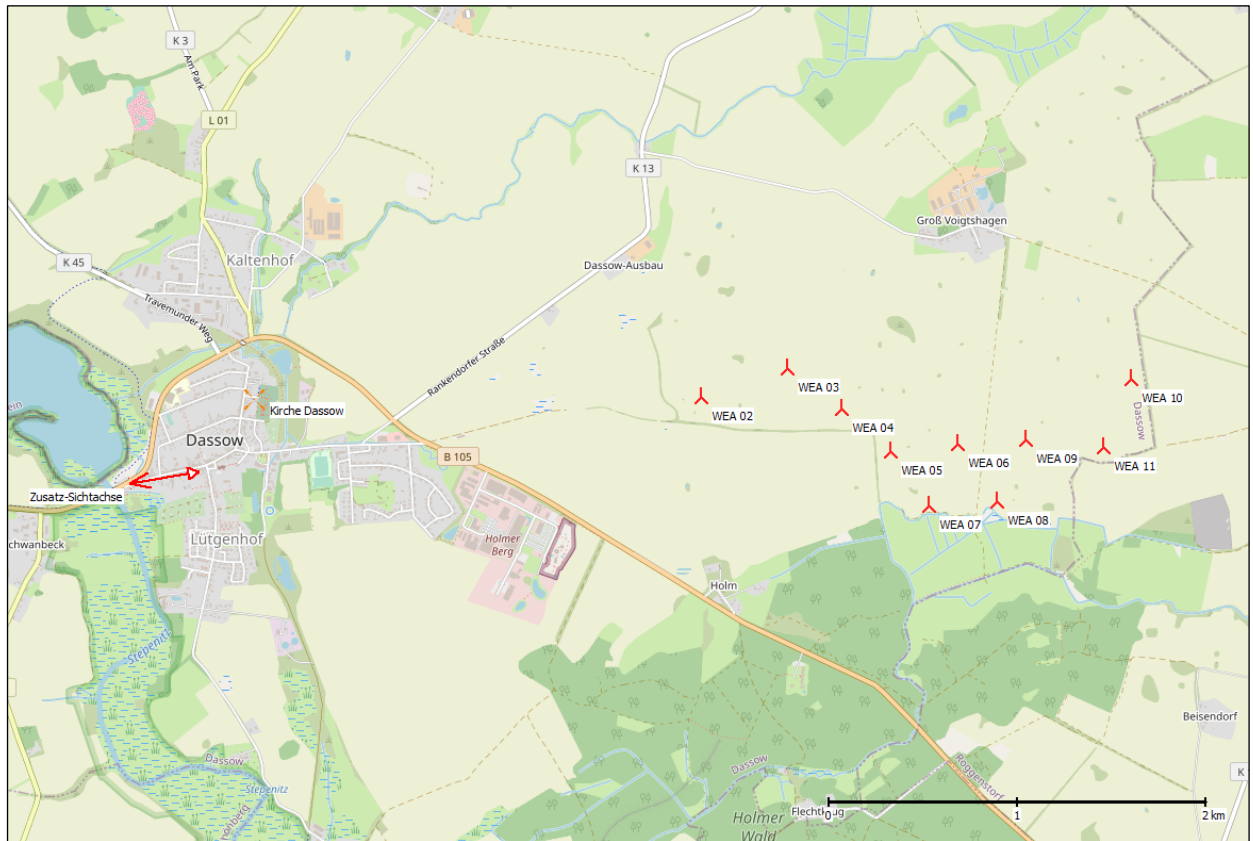 K 3
Am Park
L 01
K 13
Groß Voigtshagen
Kaltenhof
K 45
Dassow-Ausbau
Travemünder Weg
Rankendorfer Straße
WEA 03
WEA 10
Kirche Dassow
WEA 02
WEA 04
Dassow
Dassow
B 105
WEA 05
WEA 06
WEA 09
WEA 11
Zusatz-Sichtachse
WEA 07
WEA 08
Lütgenhof
Holmer
Berg
Holm
Stepenitz
Beisendorf
Dassow
Dassow
Roggenstorf
K
Stepenitz
Flechtkrug
Holmer
Wald
0
1
2 km